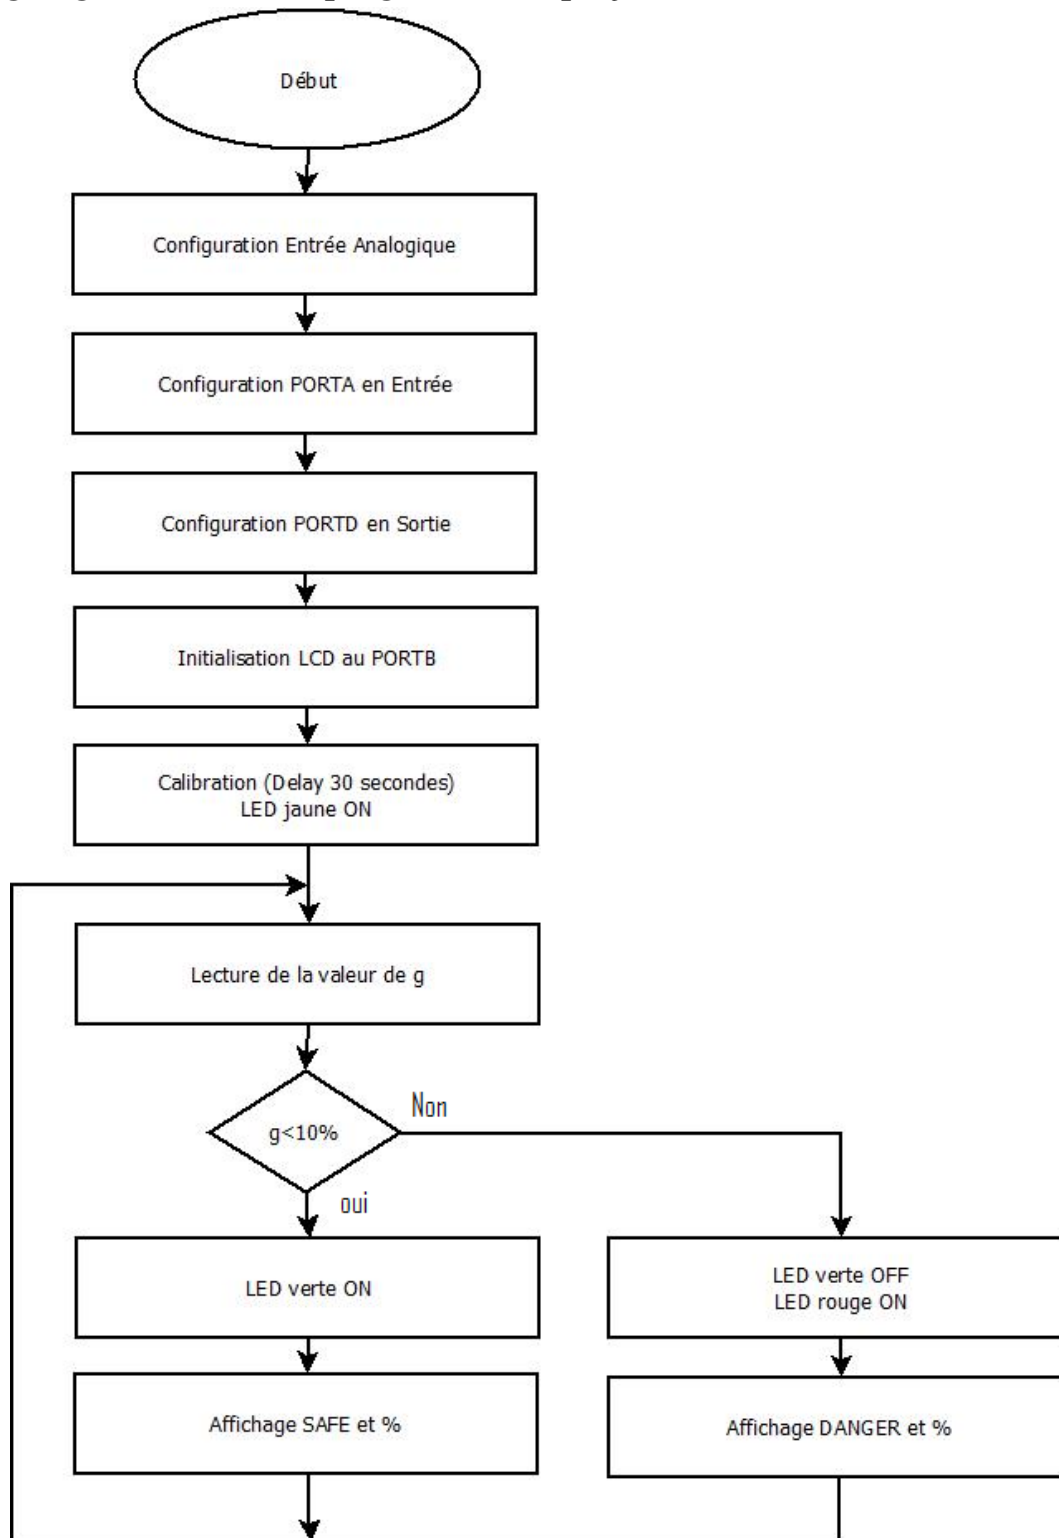 Début
Configuration Entrée Analogique
Configuration PORTA en Entrée
Configuration PORTD en Sortie
Initialisation LCD au PORTB
Calibration (Delay 30 secondes)
LED jaune ON
Lecture de la valeur de g
g<10%
Non
oui
LED verte ON
LED verte OFF
LED rouge ON
Affichage SAFE et %
Affichage DANGER et %